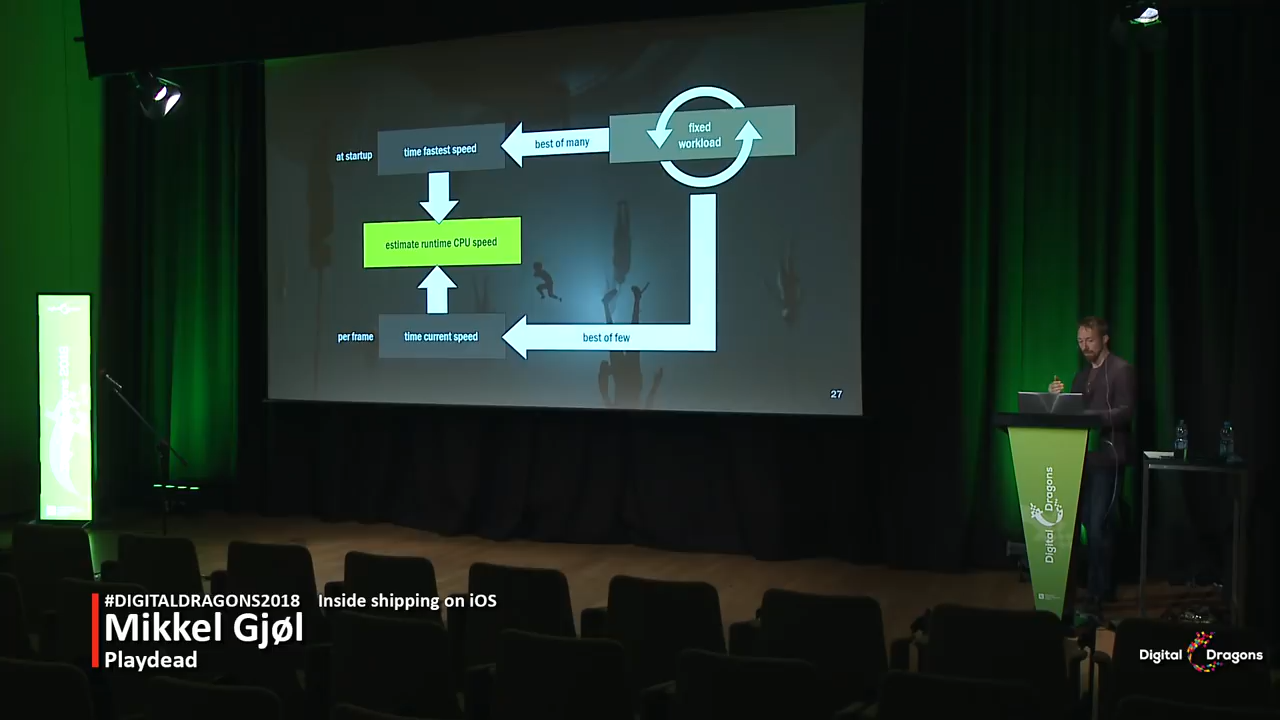 fixed
workload
best of many
at startup
time fastest speed
estimate runtime CPU speed
per frame
time current speed
best of few
27
Digital Dragons
#DIGITALDRAGONS2018 Inside shipping on iOS
Mikkel Gjøl
Playdead
Digital Dragons